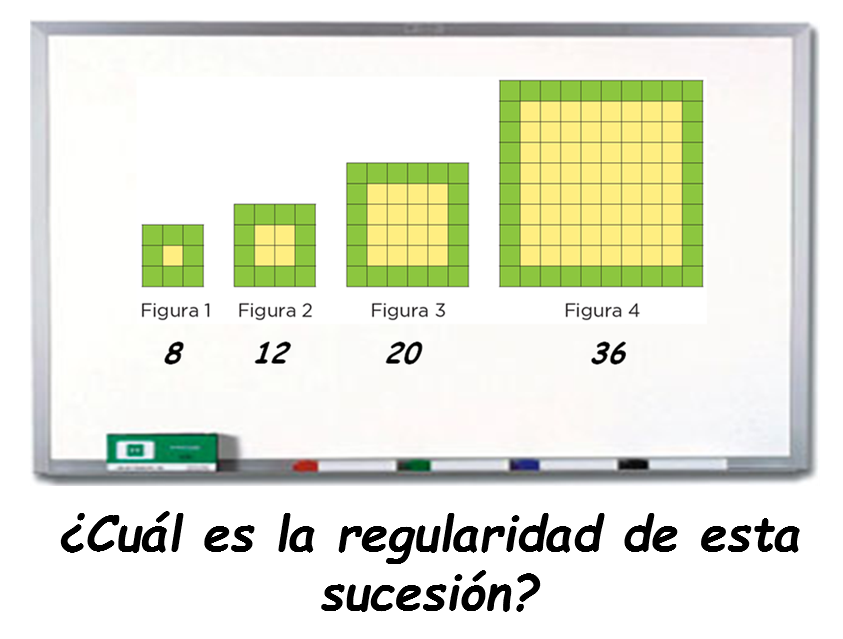 Figura 1 Figura 2 Figura 3 Figura 4
8 12 20 36
¿Cuál es la regularidad de esta
sucesión?